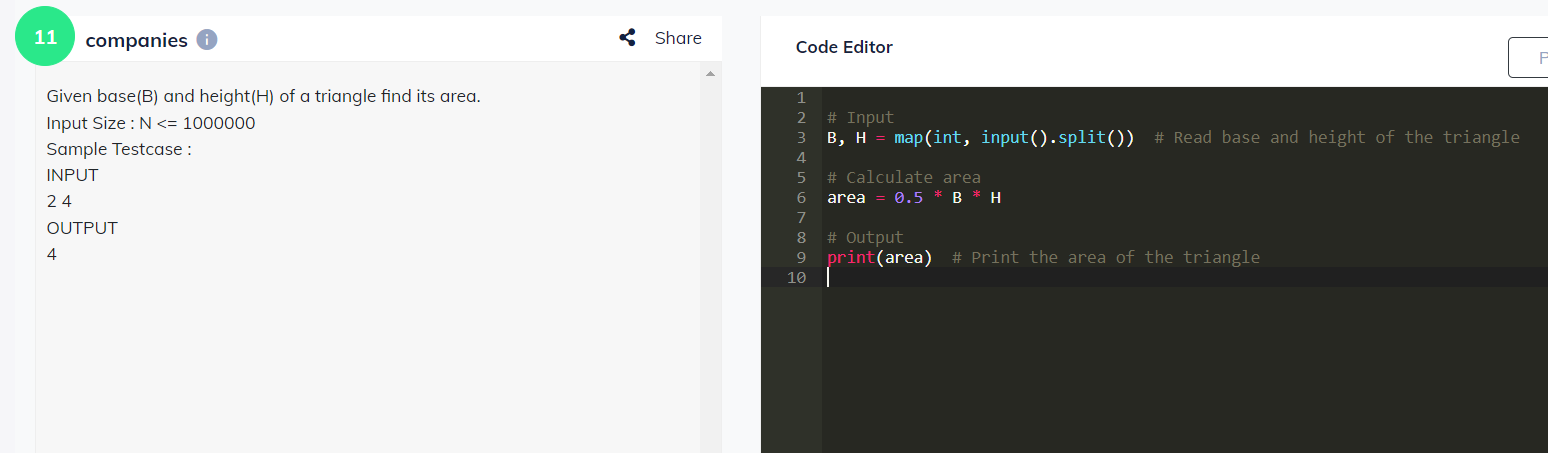 11
companies
Share
Given base(B) and height(H) of a triangle find its area.
Input Size : N <= 1000000
Sample Testcase :
INPUT
2 4
OUTPUT
4
Code Editor
P
1
2 # Input
3 B, H = map(int, input().split())  # Read base and height of the triangle
4
5 # Calculate area
6 area = 0.5 * B * H
7
8 # Output
9 print(area)  # Print the area of the triangle
10